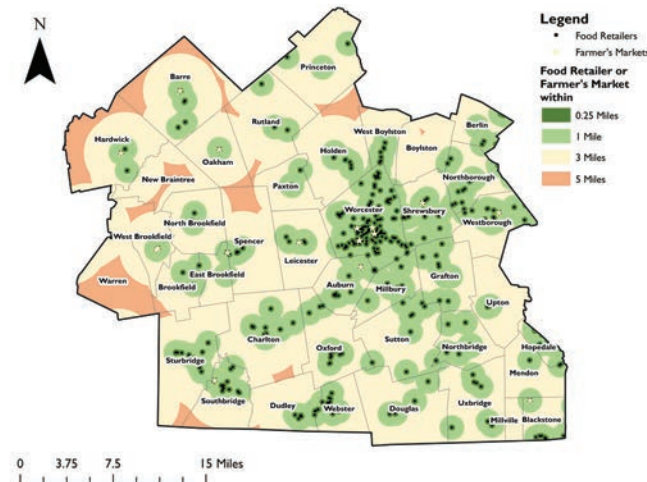 N
Legend
Food Retailers
Farmer's Markets
Food Retailer or
Farmer's Market
within
0.25 Miles
1 Mile
3 Miles
5 Miles
Princeton
Barre
Rutland
Berlin
West Boylston
Hardwick
Boylston
Holden
Oakham
Northborough
New Braintree
Paxton
Worcester
Shrewsbury
Westborough
North Brookfield
West Brookfield
Spencer
Leicester
East Brookfield
Grafton
Warren
Brookfield
Auburn
Millbury
Upton
Charlton
Sutton
Oxford
Northbridge
Hopedale
Sturbridge
Mendon
Southbridge
Uxbridge
Dudley
Webster
Douglas
Millville
Blackstone
0 3.75 7.5 15 Miles